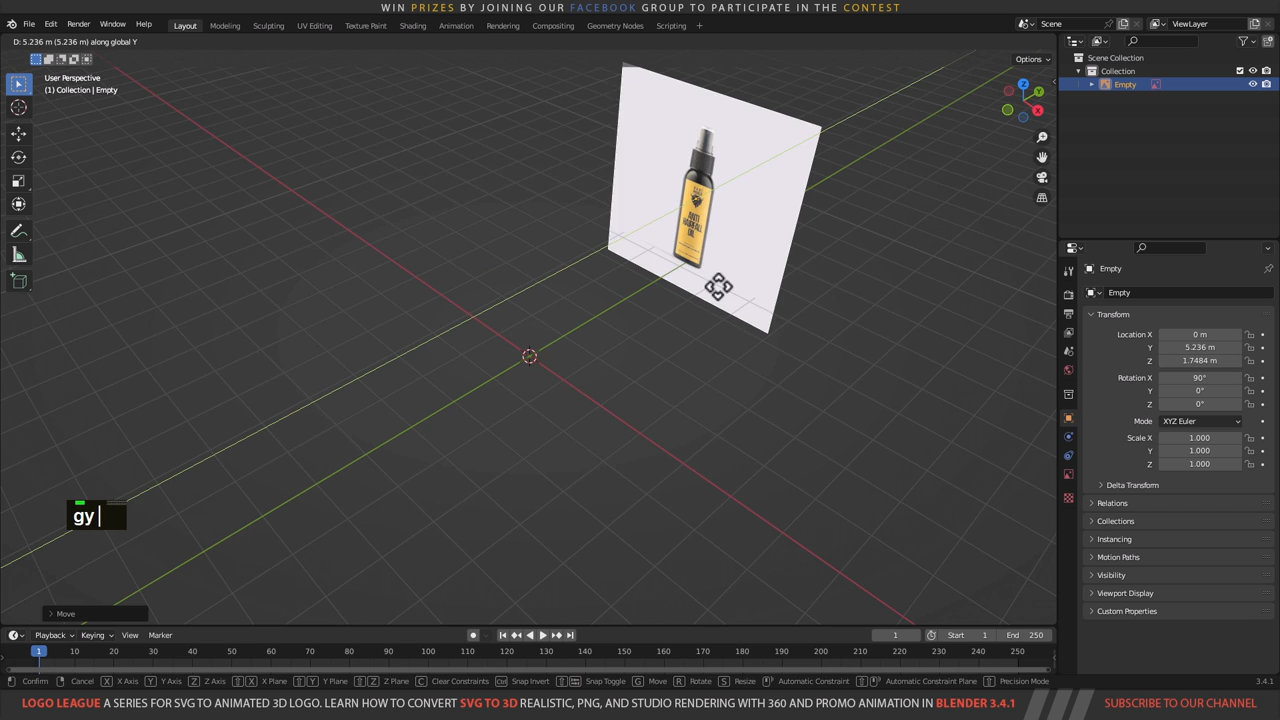 WIN PRIZES BY JOINING OUR FACEBOOK GROUP TO PARTICIPATE IN THE CONTEST
File Edit Render Window Help Layout Modeling Sculpting UV Editing Texture Paint Shading Animation Rendering Compositing Geometry Nodes Scripting + Scene ViewLayer
D: 5.236 m (5.236 m) along global Y
Options
User Perspective
(1) Collection | Empty
Scene Collection
Collection
Empty
Z
Y
X
ANTI
HAIRFALL
OIL
Empty
Empty
Transform
Location X 0 m
Y 5.236 m
Z 1.7484 m
Rotation X 90°
Y 0°
Z 0°
Mode XYZ Euler
Scale X 1.000
Y 1.000
Z 1.000
Delta Transform
Relations
Collections
Instancing
Motion Paths
Visibility
Viewport Display
Custom Properties
gy
Move
Playback Keying View Marker 1 Start 1 End 250
1 10 20 30 40 50 60 70 80 90 100 110 120 130 140 150 160 170 180 190 200 210 220 230 240 250
Confirm Cancel X X Axis Y Y Axis Z Z Axis X X Plane Y Y Plane Z Z Plane C Clear Constraints Snap Invert Snap Toggle G Move R Rotate S Resize Automatic Constraint Automatic Constraint Plane Precision Mode 3.4.1
LOGO LEAGUE A SERIES FOR SVG TO ANIMATED 3D LOGO. LEARN HOW TO CONVERT SVG TO 3D REALISTIC, PNG, AND STUDIO RENDERING WITH 360 AND PROMO ANIMATION IN BLENDER 3.4.1 SUBSCRIBE TO OUR CHANNEL